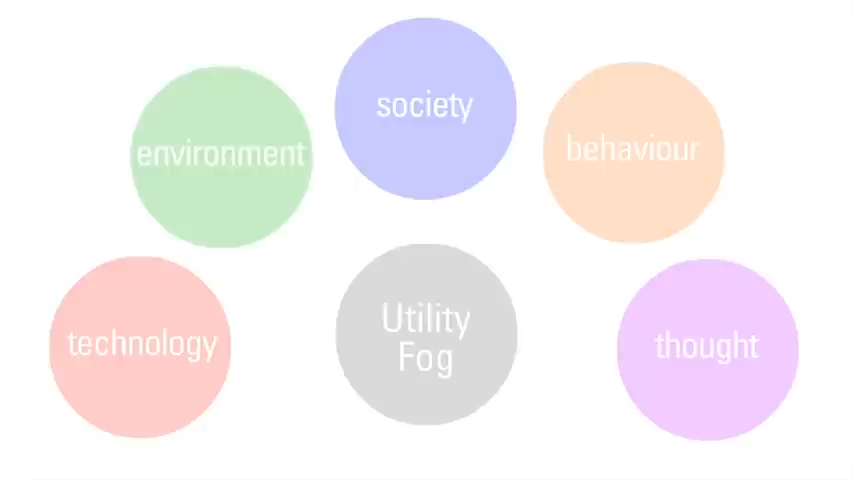 society
behaviour
environment
Utility
Fog
technology
thought